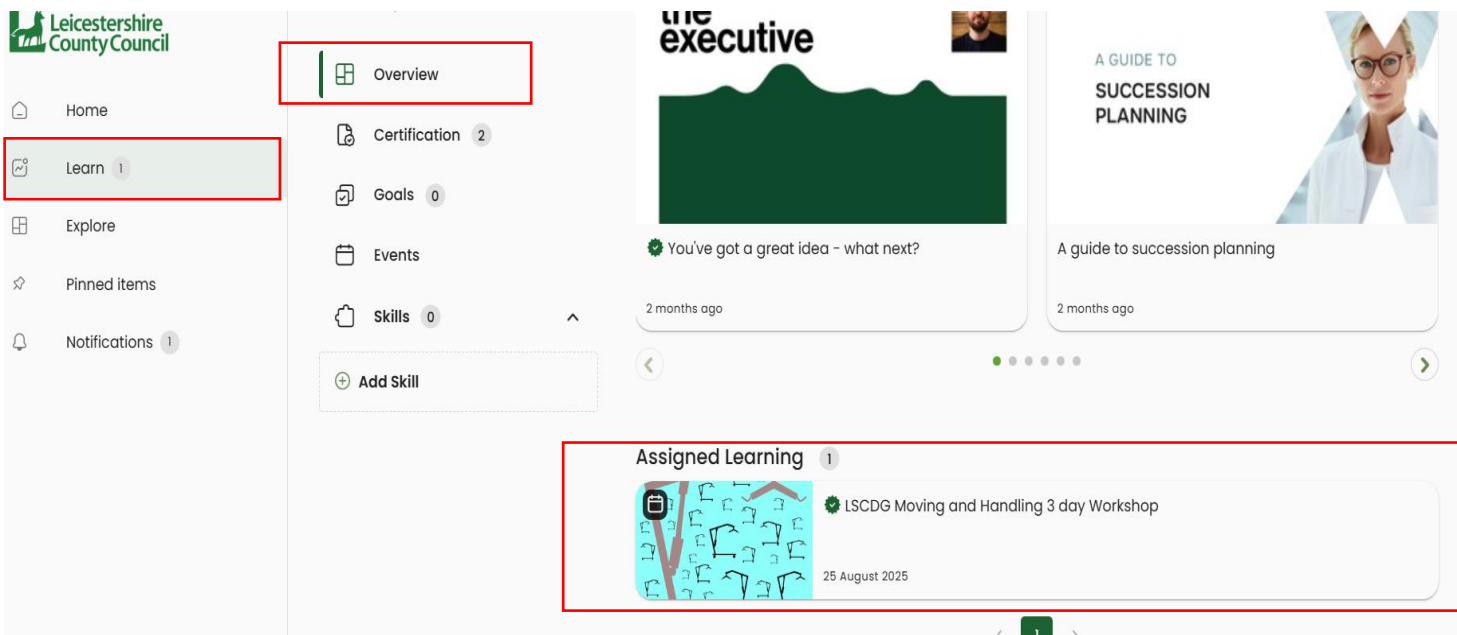 Leicestershire
County Council
Home
Learn 1
Explore
Pinned items
Notifications 1
Overview
Certification 2
Goals 0
Events
Skills 0
Add Skill
the
executive
You've got a great idea - what next?
2 months ago
A GUIDE TO
SUCCESSION
PLANNING
A guide to succession planning
2 months ago
Assigned Learning 1
LSCDG Moving and Handling 3 day Workshop
25 August 2025
1